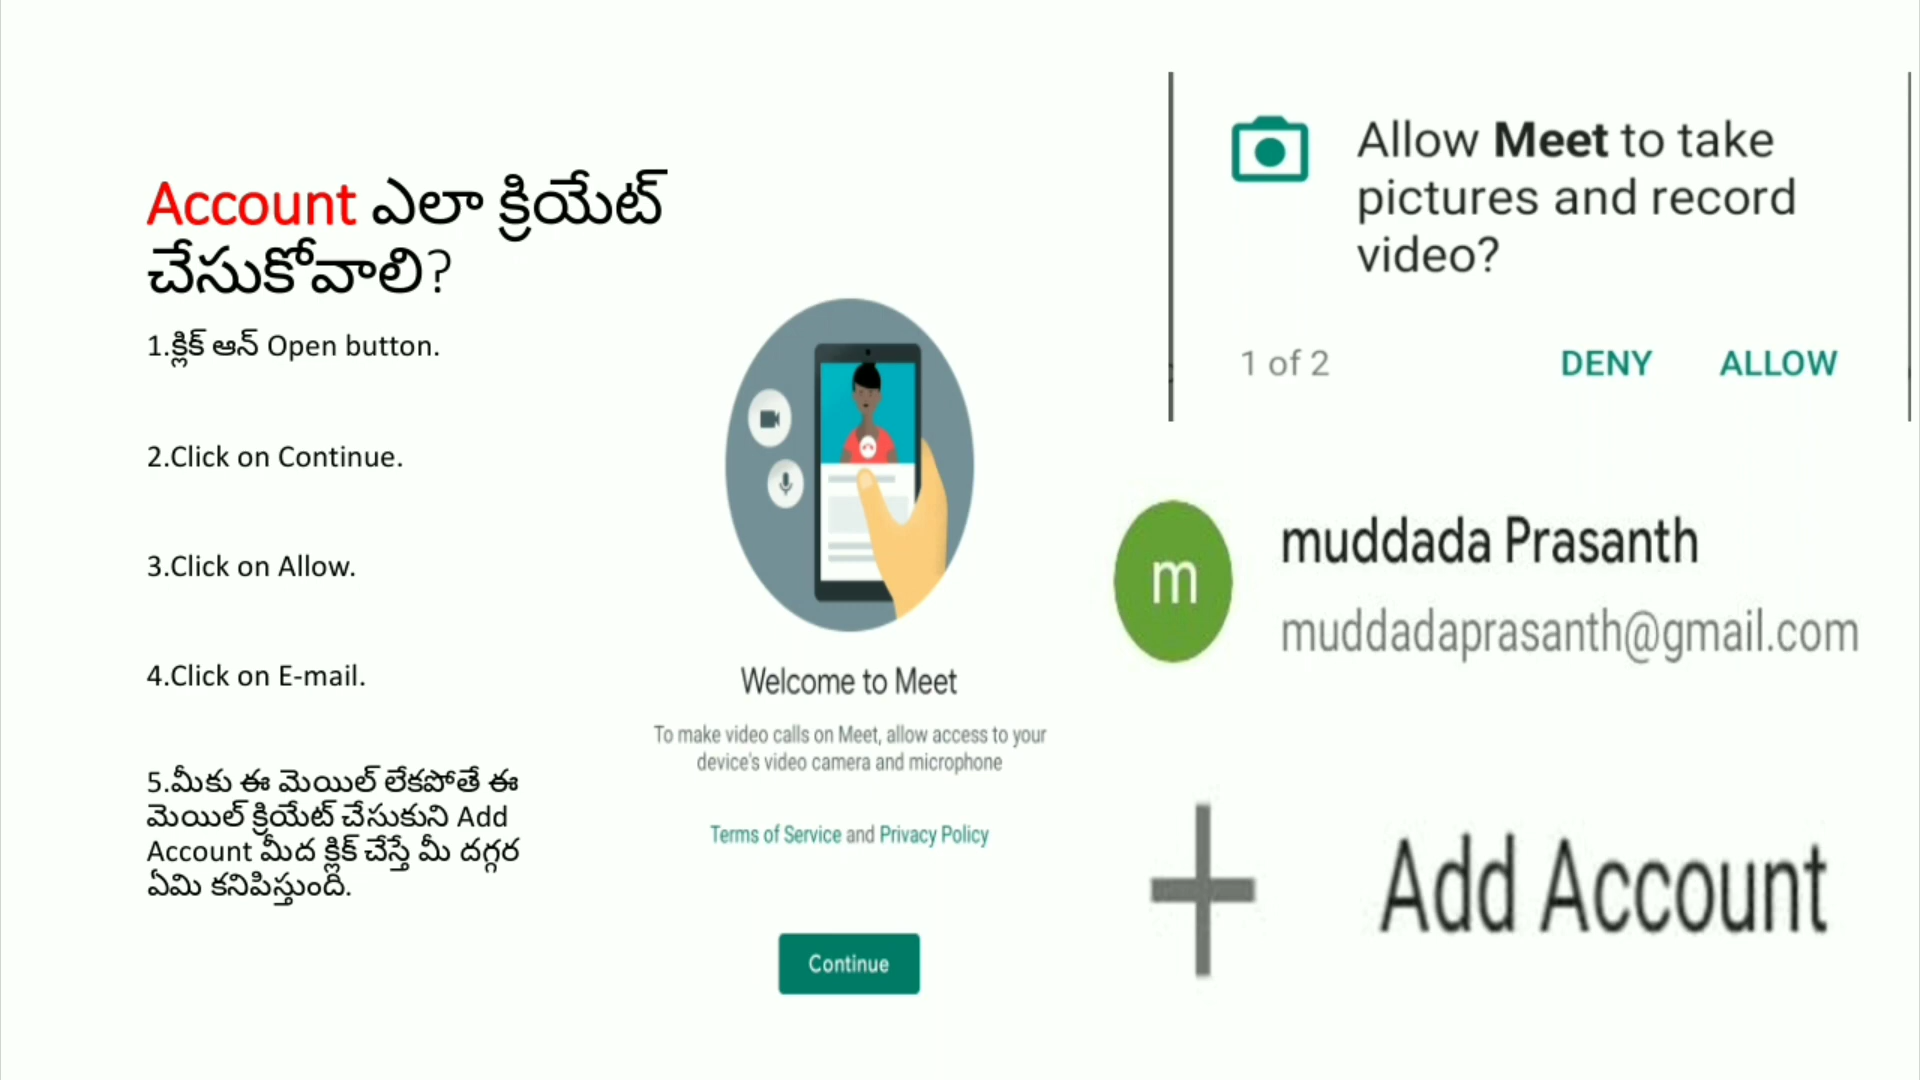 Account ఎలా క్రియేట్
చేసుకోవాలి?
1.క్లిక్ ఆన్ Open button.
2.Click on Continue.
3.Click on Allow.
4.Click on E-mail.
5.మీకు ఈ మెయిల్ లేకపోతే ఈ
మెయిల్ క్రియేట్ చేసుకుని Add
Account మీద క్లిక్ చేస్తే మీ దగ్గర
ఏమి కనిపిస్తుంది.
Welcome to Meet
To make video calls on Meet, allow access to your
device's video camera and microphone
Terms of Service and Privacy Policy
Continue
Allow Meet to take
pictures and record
video?
1 of 2 DENY ALLOW
m
muddada Prasanth
muddadaprasanth@gmail.com
Add Account